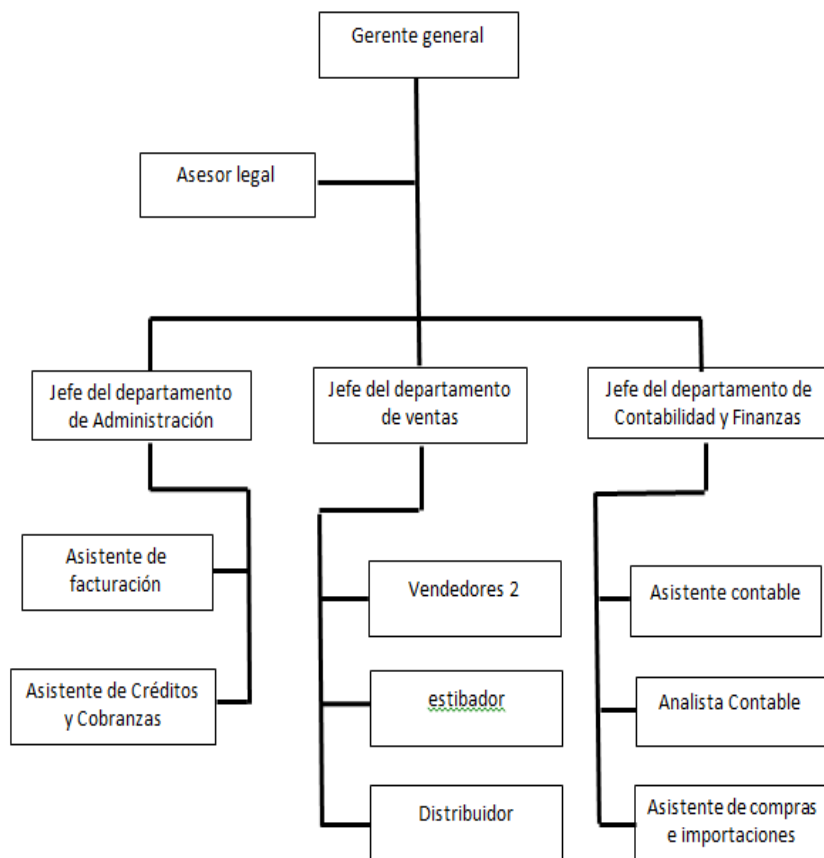 Gerente general
Asesor legal
Jefe del departamento
de Administración
Jefe del departamento
de ventas
Jefe del departamento de
Contabilidad y Finanzas
Asistente de
facturación
Asistente de Créditos
y Cobranzas
Vendedores 2
estibador
Distribuidor
Asistente contable
Analista Contable
Asistente de compras
e importaciones